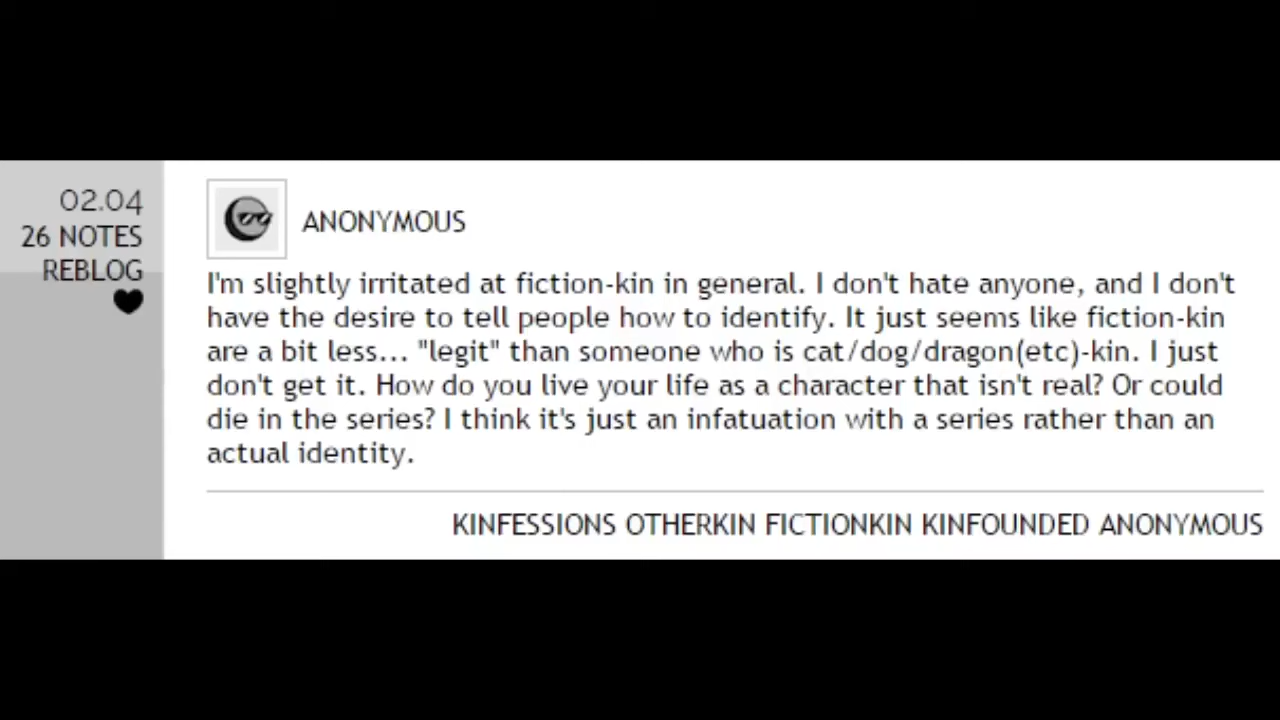 02.04
26 NOTES
REBLOG
ANONYMOUS
I'm slightly irritated at fiction-kin in general. I don't hate anyone, and I don't
have the desire to tell people how to identify. It just seems like fiction-kin
are a bit less... "legit" than someone who is cat/dog/dragon(etc)-kin. I just
don't get it. How do you live your life as a character that isn't real? Or could
die in the series? I think it's just an infatuation with a series rather than an
actual identity.
KINFESSIONS OTHERKIN FICTIONKIN KINFOUNDED ANONYMOUS